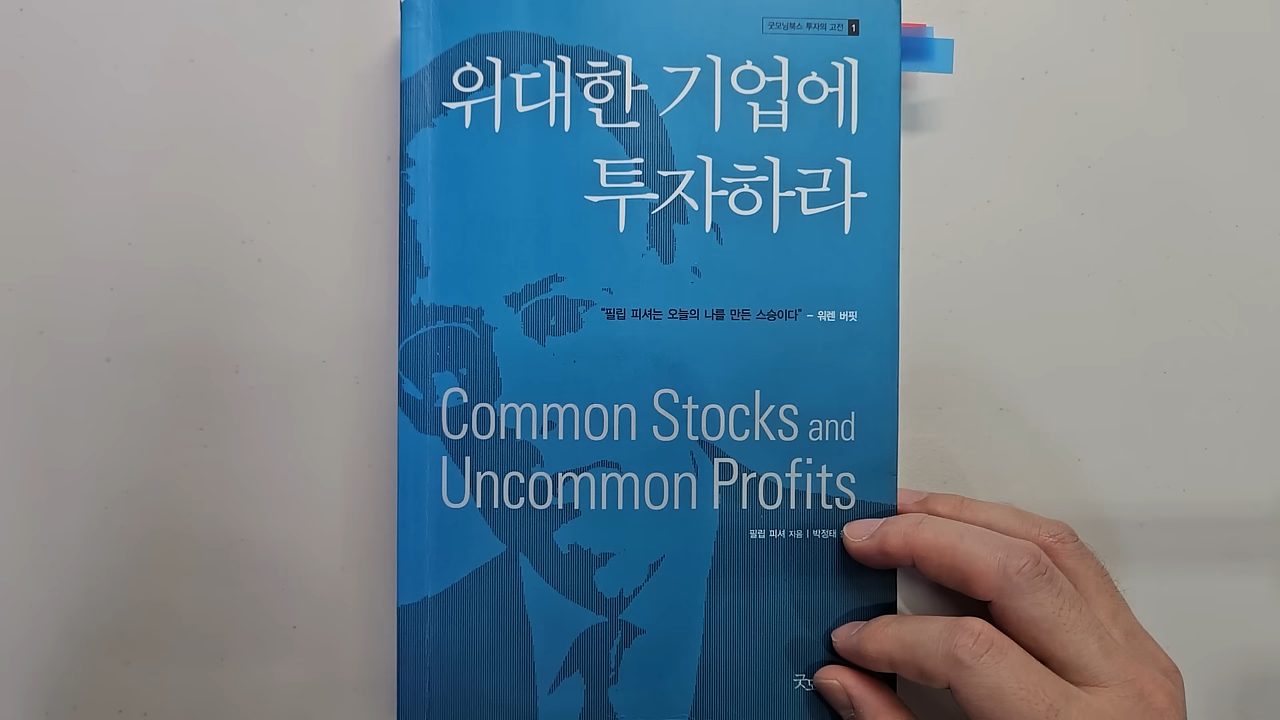 굿모닝북스 투자의 고전 1
위대한 기업에
투자하라
"필립 피셔는 오늘의 나를 만든 스승이다" – 워렌 버핏
Common Stocks and
Uncommon Profits
필립 피셔 지음 | 박정태